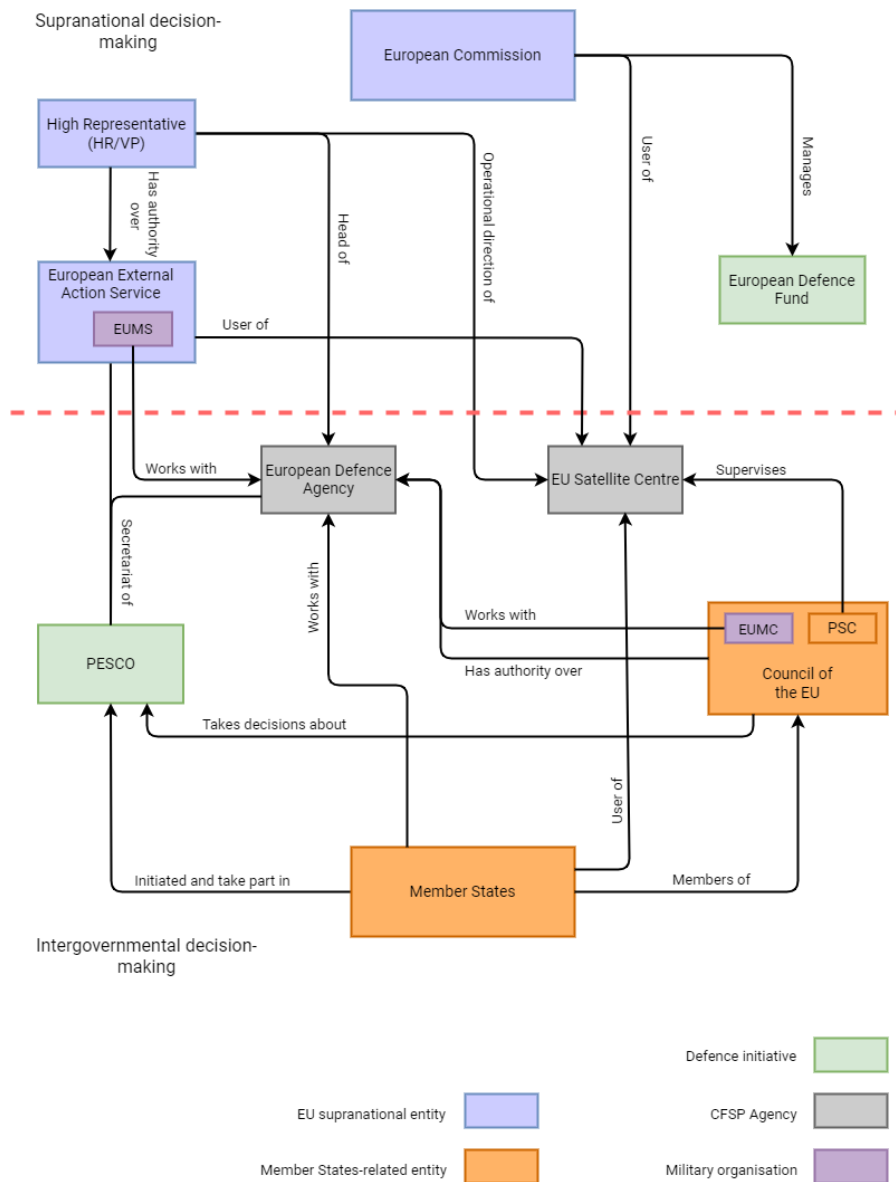 Supranational decision-
making
European Commission
High Representative
(HR/VP)
Has authority
over
Head of
Operational direction of
User of
Manages
European External
Action Service
EUMS
User of
European Defence
Fund
Works with
European Defence
Agency
EU Satellite Centre
Supervises
Secretariat of
Works with
Works with
EUMC
PSC
PESCO
Has authority over
Council of
the EU
Takes decisions about
User of
Initiated and take part in
Member States
Members of
Intergovernmental decision-
making
Defence initiative
EU supranational entity
CFSP Agency
Member States-related entity
Military organisation